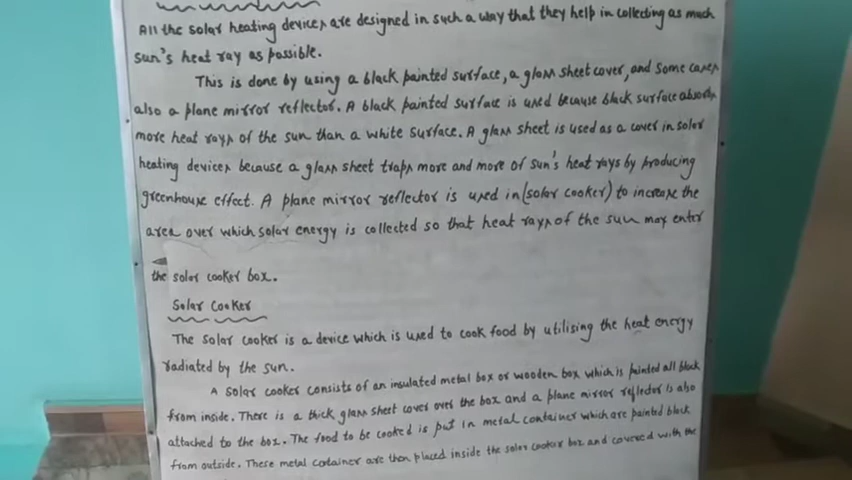 All the solar heating devices are designed in such a way that they help in collecting as much
sun's heat ray as possible.
This is done by using a black painted surface, a glass sheet cover, and some cases
also a plane mirror reflector. A black painted surface is used because black surface absorbs
more heat rays of the sun than a white surface. A glass sheet is used as a cover in solar
heating devices because a glass sheet traps more and more of sun's heat rays by producing
greenhouse effect. A plane mirror reflector is used in (solar cooker) to increase the
area over which solar energy is collected so that heat rays of the sun may enter
the solar cooker box.
Solar Cooker
The solar cooker is a device which is used to cook food by utilising the heat energy
radiated by the sun.
A solar cooker consists of an insulated metal box or wooden box which is painted all black
from inside. There is a thick glass sheet cover over the box and a plane mirror reflector is also
attached to the box. The food to be cooked is put in metal container which are painted black
from outside. These metal container are then placed inside the solar cooker box and covered with the